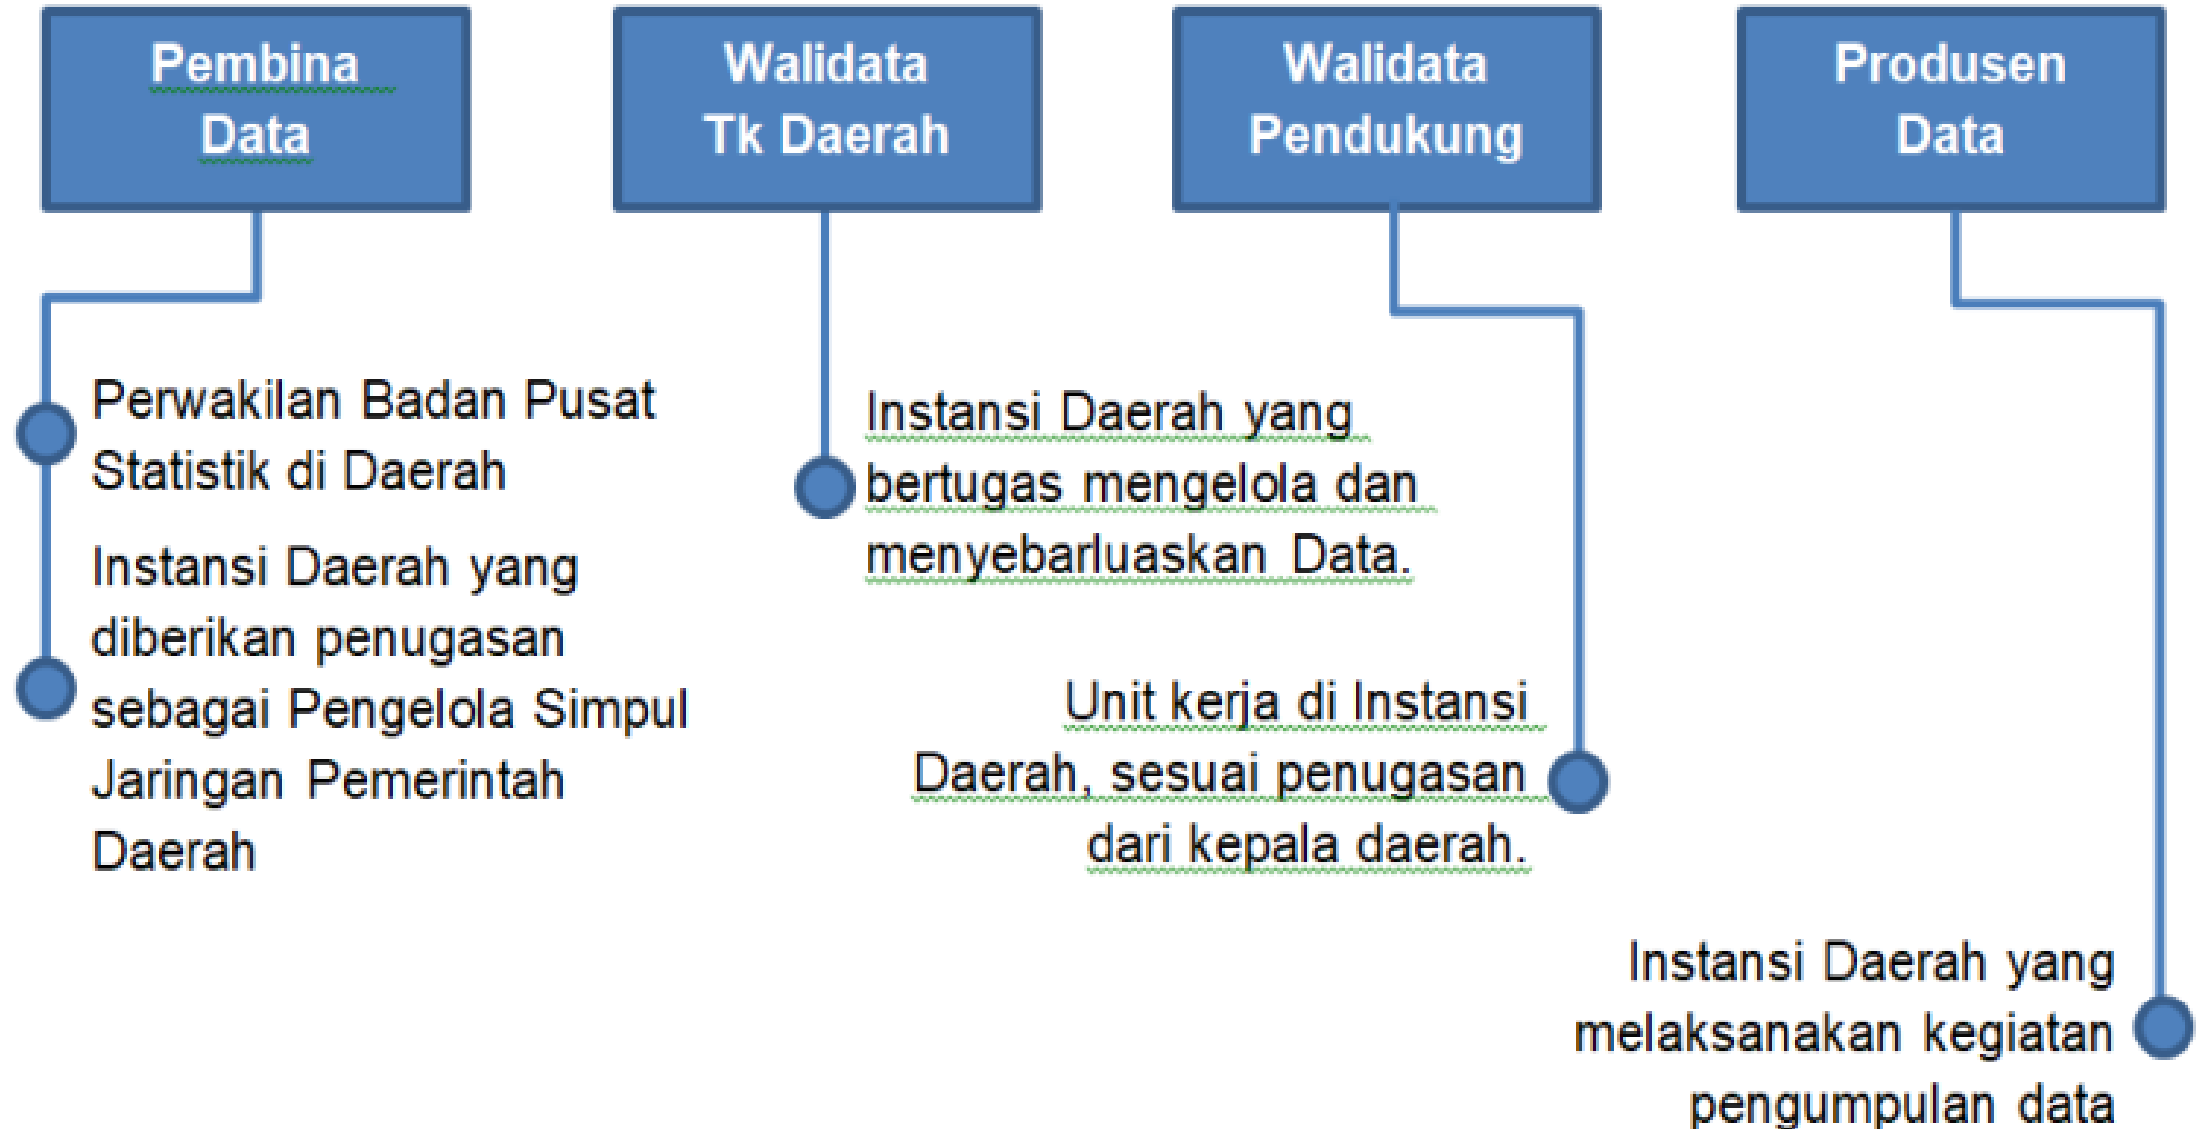 Pembina
Data
Walidata
Tk Daerah
Walidata
Pendukung
Produsen
Data
Perwakilan Badan Pusat
Statistik di Daerah
Instansi Daerah yang
diberikan penugasan
sebagai Pengelola Simpul
Jaringan Pemerintah
Daerah
Instansi Daerah yang
bertugas mengelola dan
menyebarluaskan Data.
Unit kerja di Instansi
Daerah, sesuai penugasan
dari kepala daerah.
Instansi Daerah yang
melaksanakan kegiatan
pengumpulan data